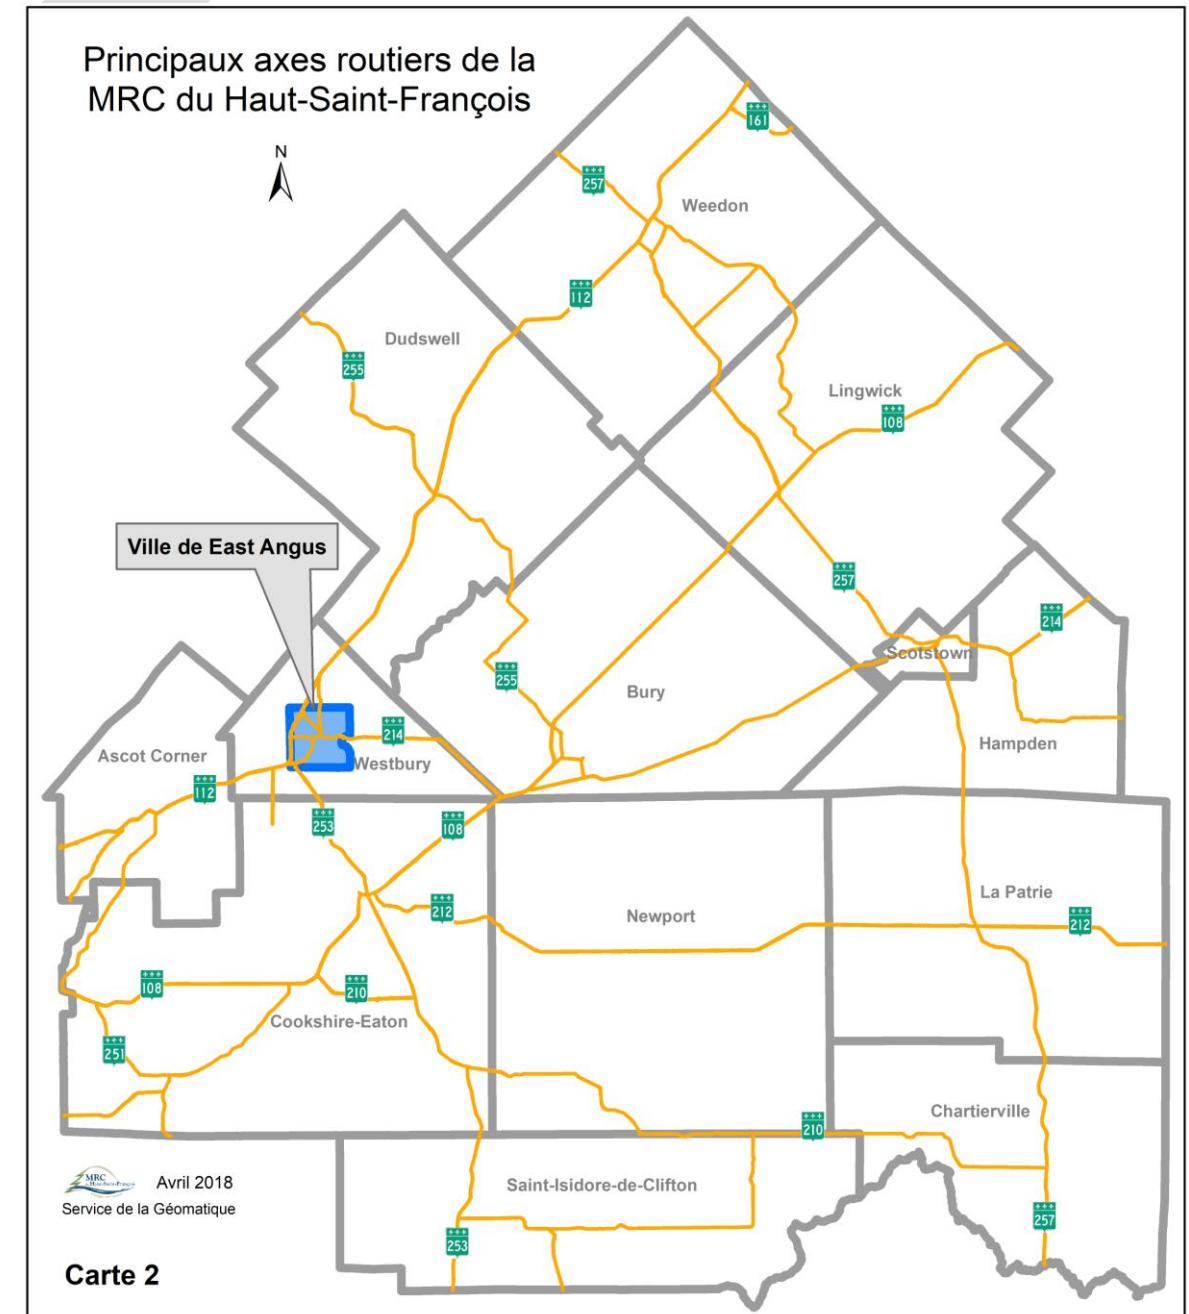 Principaux axes routiers de la
MRC du Haut-Saint-François
N
161
257
Weedon
112
Dudswell
255
Lingwick
108
Ville de East Angus
257
214
Scotstown
255
Bury
214
Hampden
Ascot Corner
Westbury
112
253
108
La Patrie
212
Newport
212
108
210
Cookshire-Eaton
251
Chartierville
210
MRC
Avril 2018
Saint-Isidore-de-Clifton
Service de la Géomatique
257
253
Carte 2